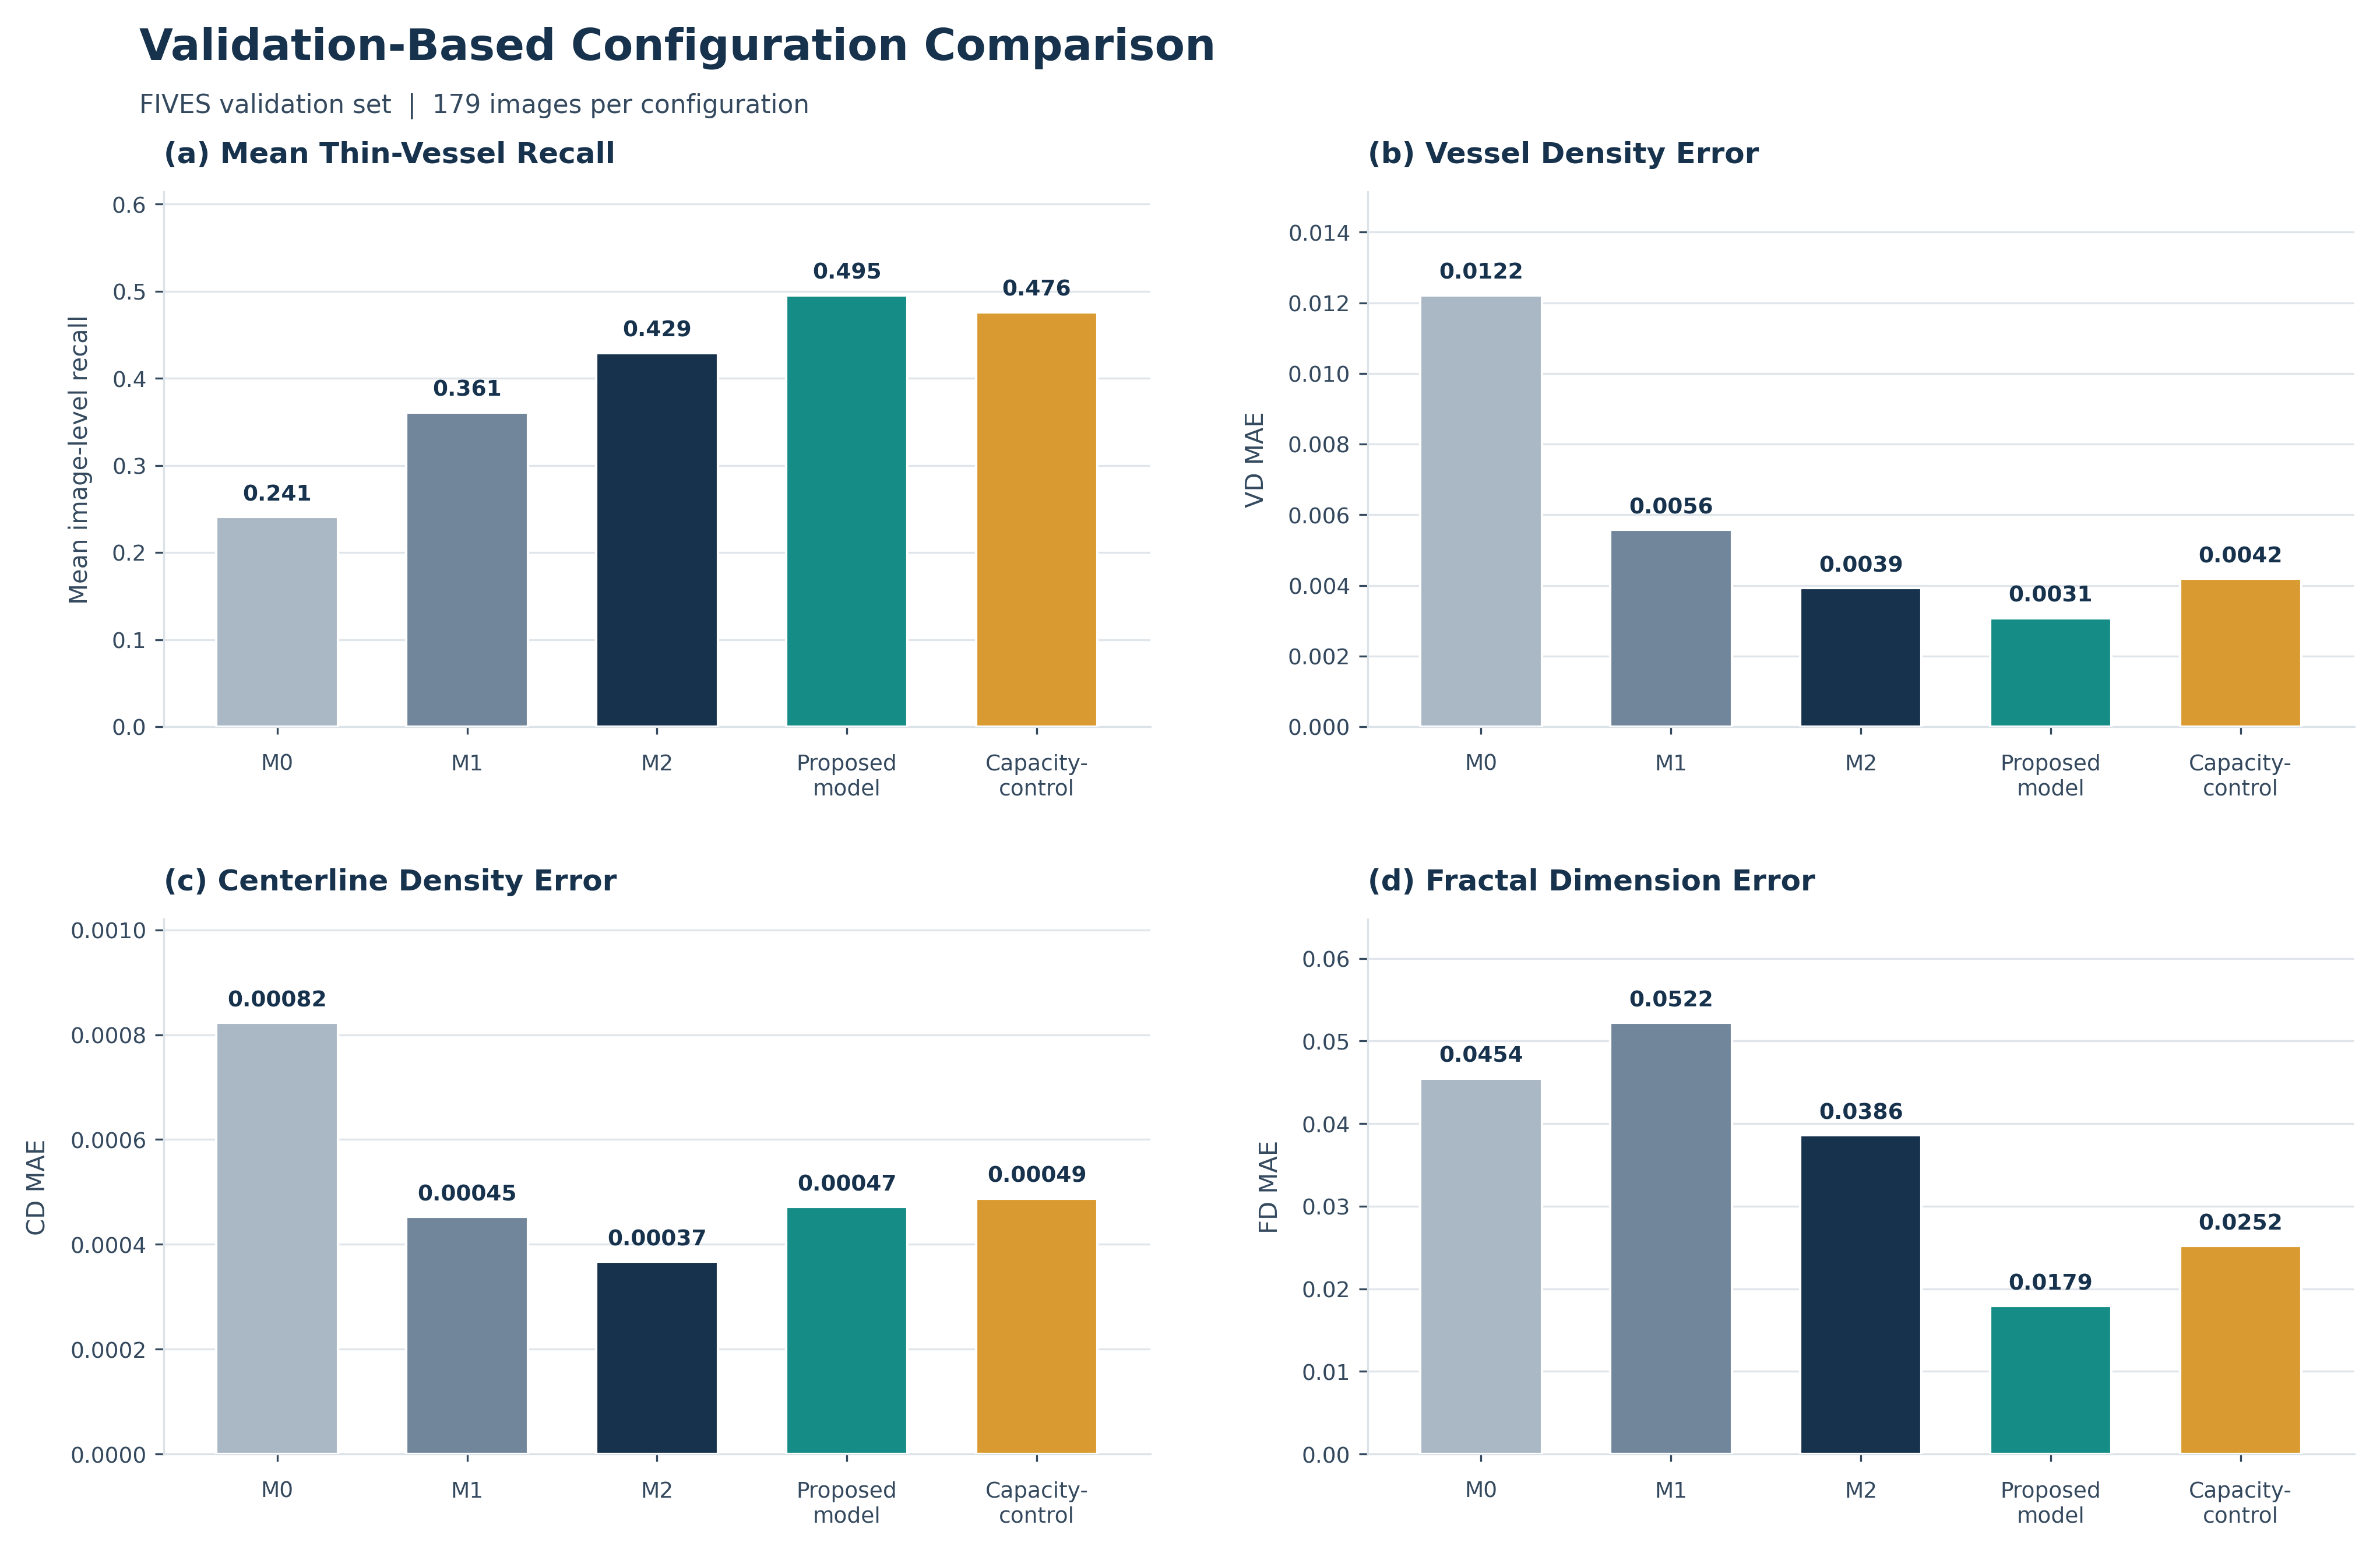 Validation-Based Configuration Comparison
FIVES validation set | 179 images per configuration
(a) Mean Thin-Vessel Recall
Mean image-level recall
0.6
0.5
0.4
0.3
0.2
0.1
0.0
0.241
0.361
0.429
0.495
0.476
M0
M1
M2
Proposed
model
Capacity-
control
(b) Vessel Density Error
VD MAE
0.014
0.012
0.010
0.008
0.006
0.004
0.002
0.000
0.0122
0.0056
0.0039
0.0031
0.0042
M0
M1
M2
Proposed
model
Capacity-
control
(c) Centerline Density Error
CD MAE
0.0010
0.0008
0.0006
0.0004
0.0002
0.0000
0.00082
0.00045
0.00037
0.00047
0.00049
M0
M1
M2
Proposed
model
Capacity-
control
(d) Fractal Dimension Error
FD MAE
0.06
0.05
0.04
0.03
0.02
0.01
0.00
0.0454
0.0522
0.0386
0.0179
0.0252
M0
M1
M2
Proposed
model
Capacity-
control